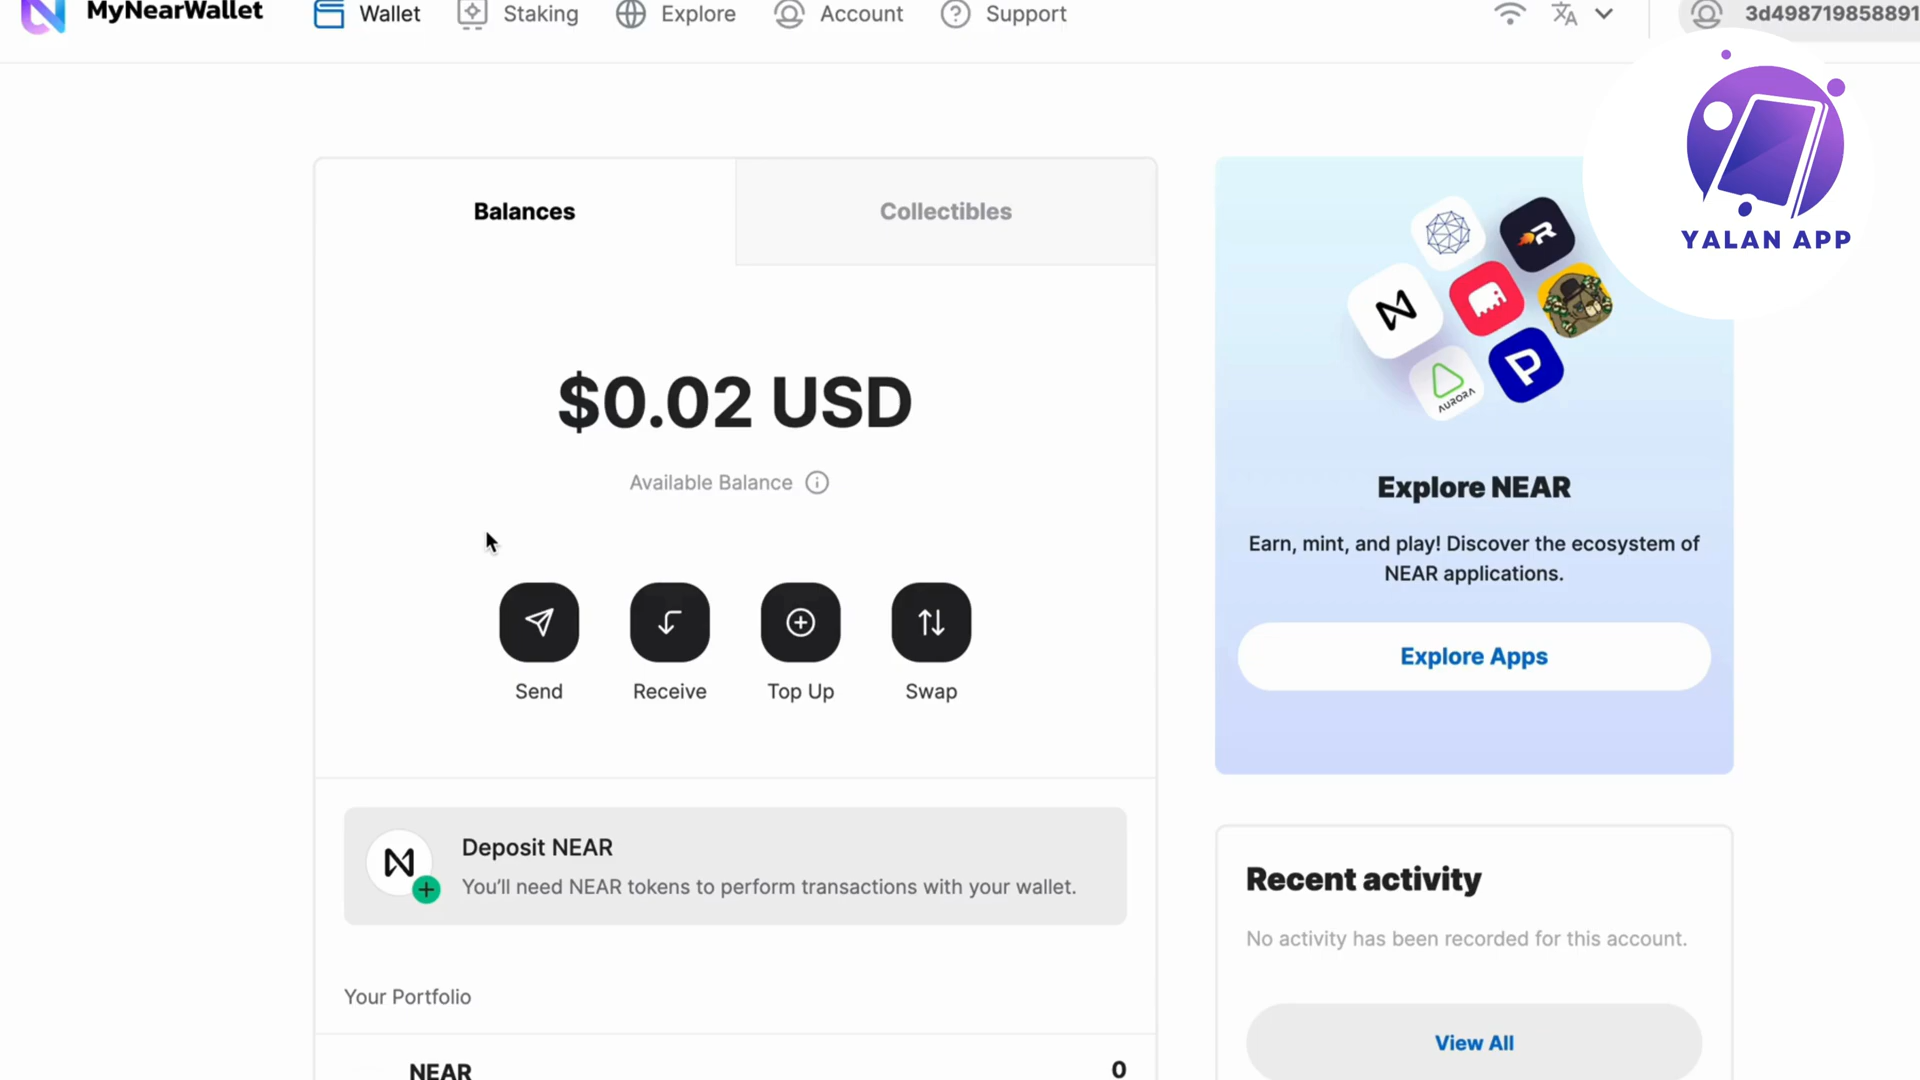 MyNearWallet
Wallet
Staking
Explore
Account
Support
3d498719858891
YALAN APP
Balances
Collectibles
$0.02 USD
Available Balance
Send
Receive
Top Up
Swap
Deposit NEAR
You'll need NEAR tokens to perform transactions with your wallet.
Your Portfolio
NEAR
0
AURORA
Explore NEAR
Earn, mint, and play! Discover the ecosystem of
NEAR applications.
Explore Apps
Recent activity
No activity has been recorded for this account.
View All